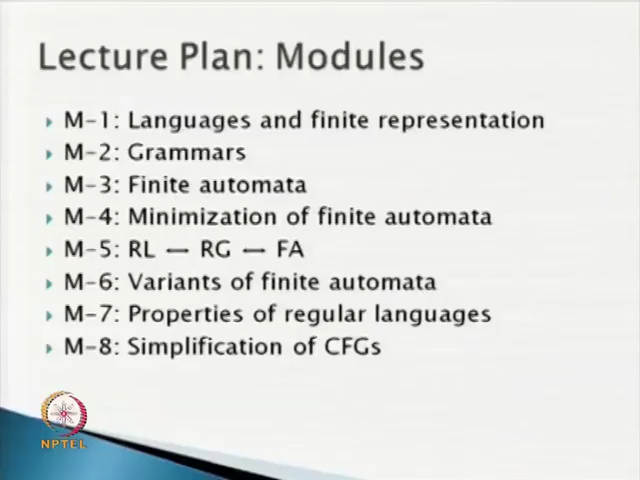 Lecture Plan: Modules
M-1: Languages and finite representation
M-2: Grammars
M-3: Finite automata
M-4: Minimization of finite automata
M-5: RL — RG — FA
M-6: Variants of finite automata
M-7: Properties of regular languages
M-8: Simplification of CFGs
NPTEL